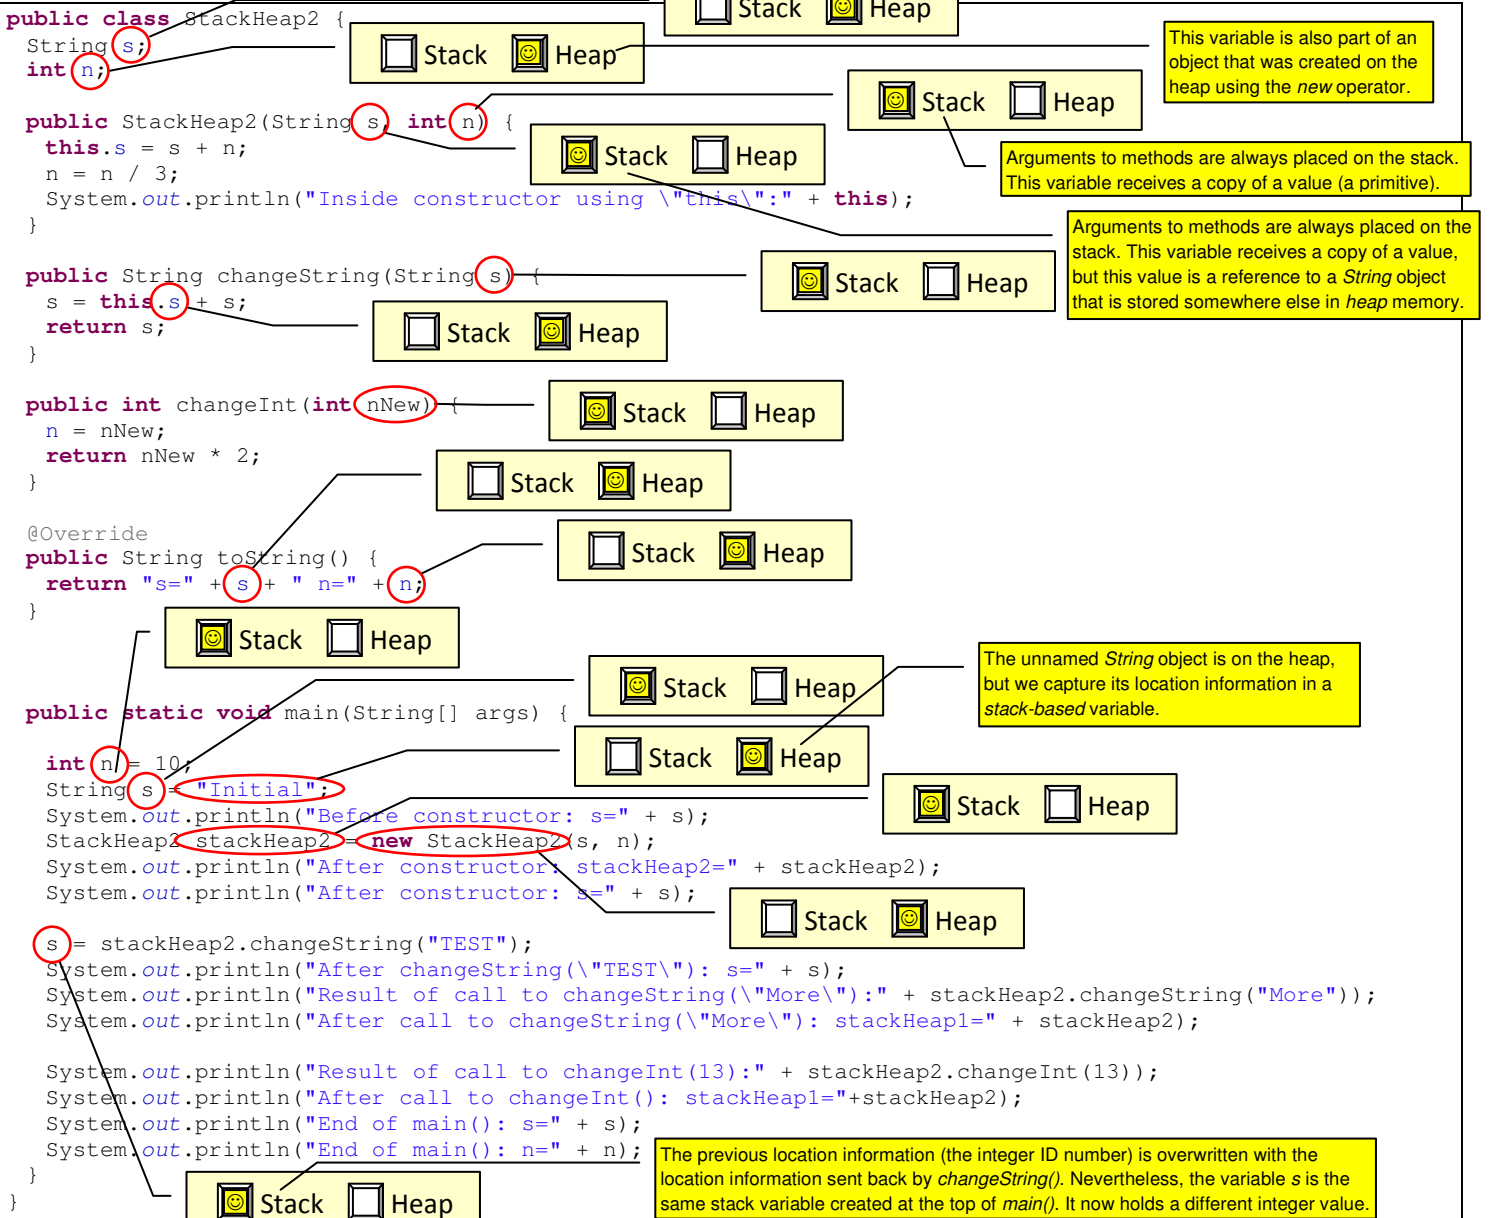 Stack Heap
public class StackHeap2 {
String s;
Stack Heap
This variable is also part of an
object that was created on the
heap using the new operator.
int n;
Stack Heap
public StackHeap2(String s, int n) {
this.s = s + n;
Stack Heap
Arguments to methods are always placed on the stack.
This variable receives a copy of a value (a primitive).
n = n / 3;
System.out.println("Inside constructor using \"this\":" + this);
}
Arguments to methods are always placed on the
stack. This variable receives a copy of a value,
but this value is a reference to a String object
that is stored somewhere else in heap memory.
public String changeString(String s) {
Stack Heap
s = this.s + s;
return s;
Stack Heap
}
public int changeInt(int nNew) {
Stack Heap
n = nNew;
return nNew * 2;
}
Stack Heap
@Override
public String toString() {
Stack Heap
return "s=" + s + " n=" + n;
}
Stack Heap
The unnamed String object is on the heap,
but we capture its location information in a
stack-based variable.
Stack Heap
public static void main(String[] args) {
Stack Heap
int n = 10;
String s = "Initial";
Stack Heap
System.out.println("Before constructor: s=" + s);
StackHeap2 stackHeap2 = new StackHeap2(s, n);
System.out.println("After constructor: stackHeap2=" + stackHeap2);
System.out.println("After constructor: s=" + s);
Stack Heap
s = stackHeap2.changeString("TEST");
System.out.println("After changeString(\"TEST\"): s=" + s);
System.out.println("Result of call to changeString(\"More\"):" + stackHeap2.changeString("More"));
System.out.println("After call to changeString(\"More\"): stackHeap1=" + stackHeap2);
System.out.println("Result of call to changeInt(13):" + stackHeap2.changeInt(13));
System.out.println("After call to changeInt(): stackHeap1="+stackHeap2);
System.out.println("End of main(): s=" + s);
System.out.println("End of main(): n=" + n);
}
The previous location information (the integer ID number) is overwritten with the
location information sent back by changeString(). Nevertheless, the variable s is the
same stack variable created at the top of main(). It now holds a different integer value.
Stack Heap
}